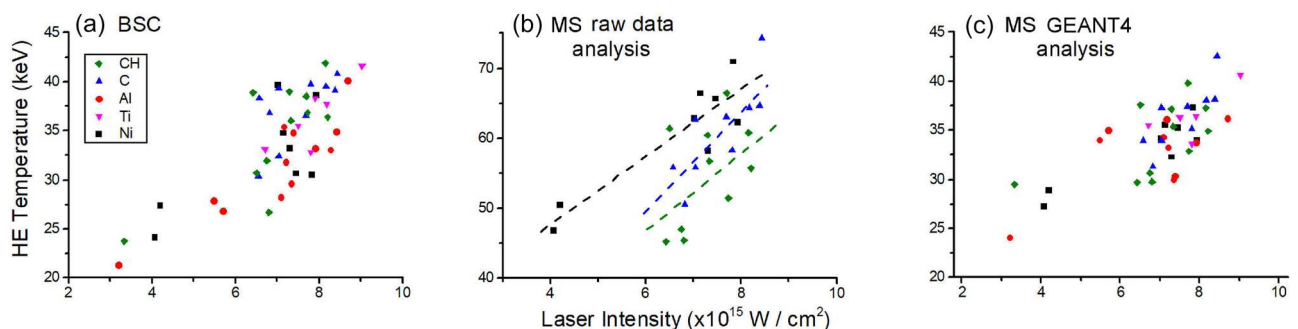 (a) BSC
HE Temperature (keV)
45
40
35
30
25
20
CH
C
Al
Ti
Ni
2 4 6 8 10
(b) MS raw data
analysis
70
60
50
40
4 6 8 10
Laser Intensity (x10¹⁵ W / cm²)
(c) MS GEANT4
analysis
45
40
35
30
25
20
2 4 6 8 10